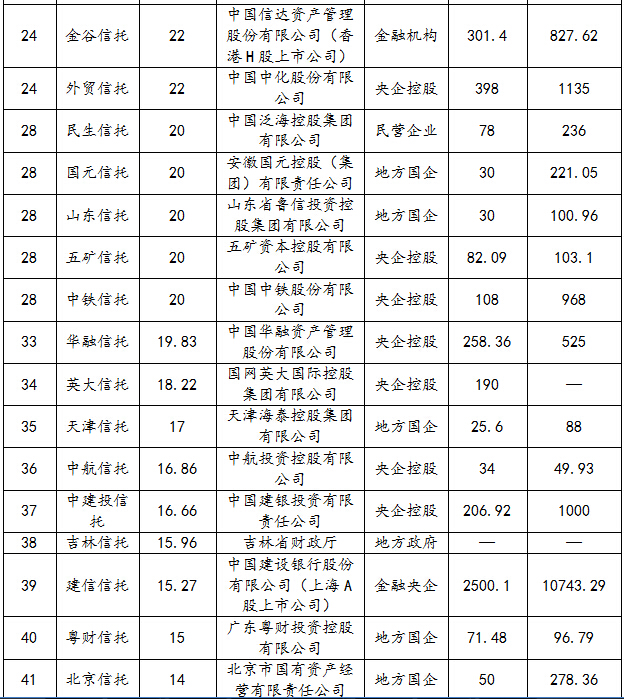 24 金谷信托 22 中国信达资产管理
股份有限公司（香
港H股上市公司） 金融机构 301.4 827.62
24 外贸信托 22 中国中化股份有限
公司 央企控股 398 1135
28 民生信托 20 中国泛海控股集团
有限公司 民营企业 78 236
28 国元信托 20 安徽国元控股（集
团）有限责任公司 地方国企 30 221.05
28 山东信托 20 山东省鲁信投资控
股集团有限公司 地方国企 30 100.96
28 五矿信托 20 五矿资本控股有限
公司 央企控股 82.09 103.1
28 中铁信托 20 中国中铁股份有限
公司 央企控股 108 968
33 华融信托 19.83 中国华融资产管理
股份有限公司 央企控股 258.36 525
34 英大信托 18.22 国网英大国际控股
集团有限公司 央企控股 190 —
35 天津信托 17 天津海泰控股集团
有限公司 地方国企 25.6 88
36 中航信托 16.86 中航投资控股有限
公司 央企控股 34 49.93
37 中建投信
托 16.66 中国建银投资有限
责任公司 央企控股 206.92 1000
38 吉林信托 15.96 吉林省财政厅 地方政府 — —
39 建信信托 15.27 中国建设银行股份
有限公司（上海A
股上市公司） 金融央企 2500.1 10743.29
40 粤财信托 15 广东粤财投资控股
有限公司 地方国企 71.48 96.79
41 北京信托 14 北京市国有资产经
营有限责任公司 地方国企 50 278.36